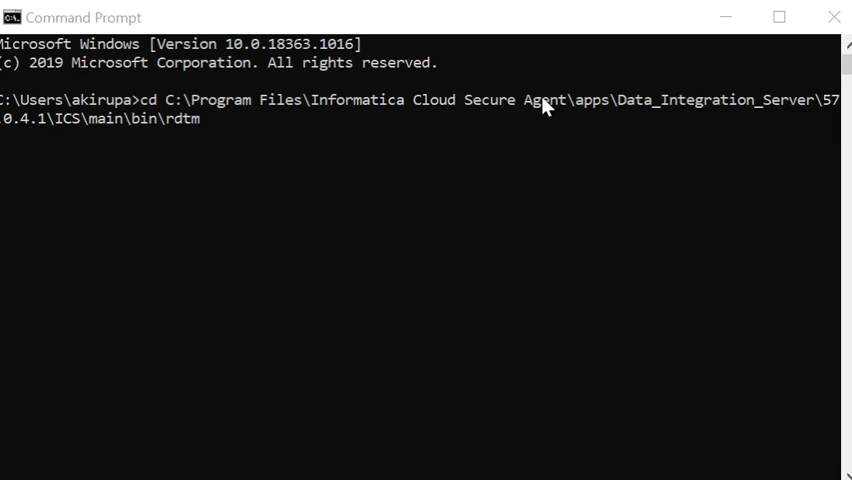 Command Prompt
Microsoft Windows [Version 10.0.18363.1016]
(c) 2019 Microsoft Corporation. All rights reserved.
C:\Users\akirupa>cd C:\Program Files\Informatica Cloud Secure Agent\apps\Data_Integration_Server\57
.0.4.1\ICS\main\bin\rdtm